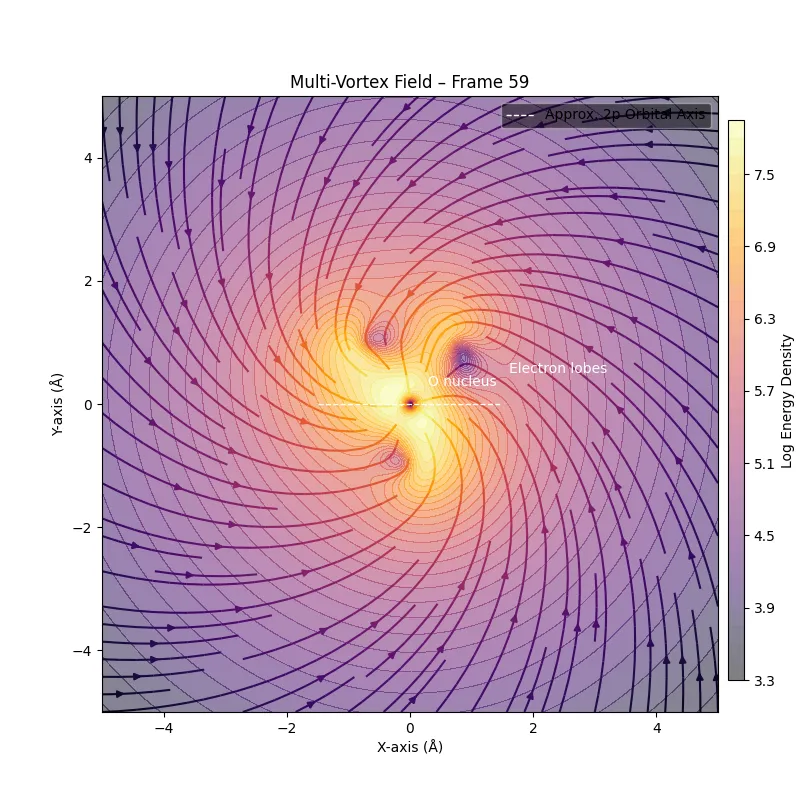 Multi-Vortex Field – Frame 59
Approx. 2p Orbital Axis
4
2
0
−2
−4
Y-axis (Å)
Electron lobes
O nucleus
−4 −2 0 2 4
X-axis (Å)
7.5
6.9
6.3
5.7
5.1
4.5
3.9
3.3
Log Energy Density